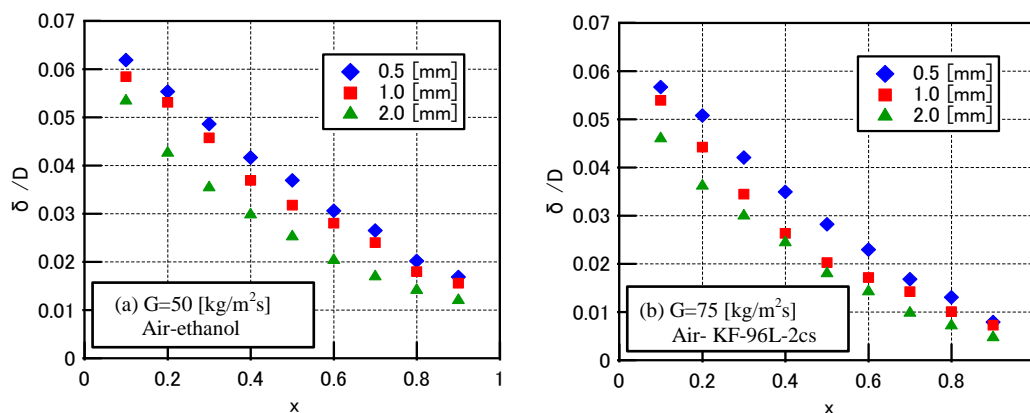 0.07
0.06
0.05
0.04
0.03
0.02
0.01
0
δ/D
0.5 [mm]
1.0 [mm]
2.0 [mm]
(a) G=50 [kg/m²s]
Air-ethanol
0 0.2 0.4 0.6 0.8 1
x
0.07
0.06
0.05
0.04
0.03
0.02
0.01
0
δ/D
0.5 [mm]
1.0 [mm]
2.0 [mm]
(b) G=75 [kg/m²s]
Air- KF-96L-2cs
0 0.2 0.4 0.6 0.8
x